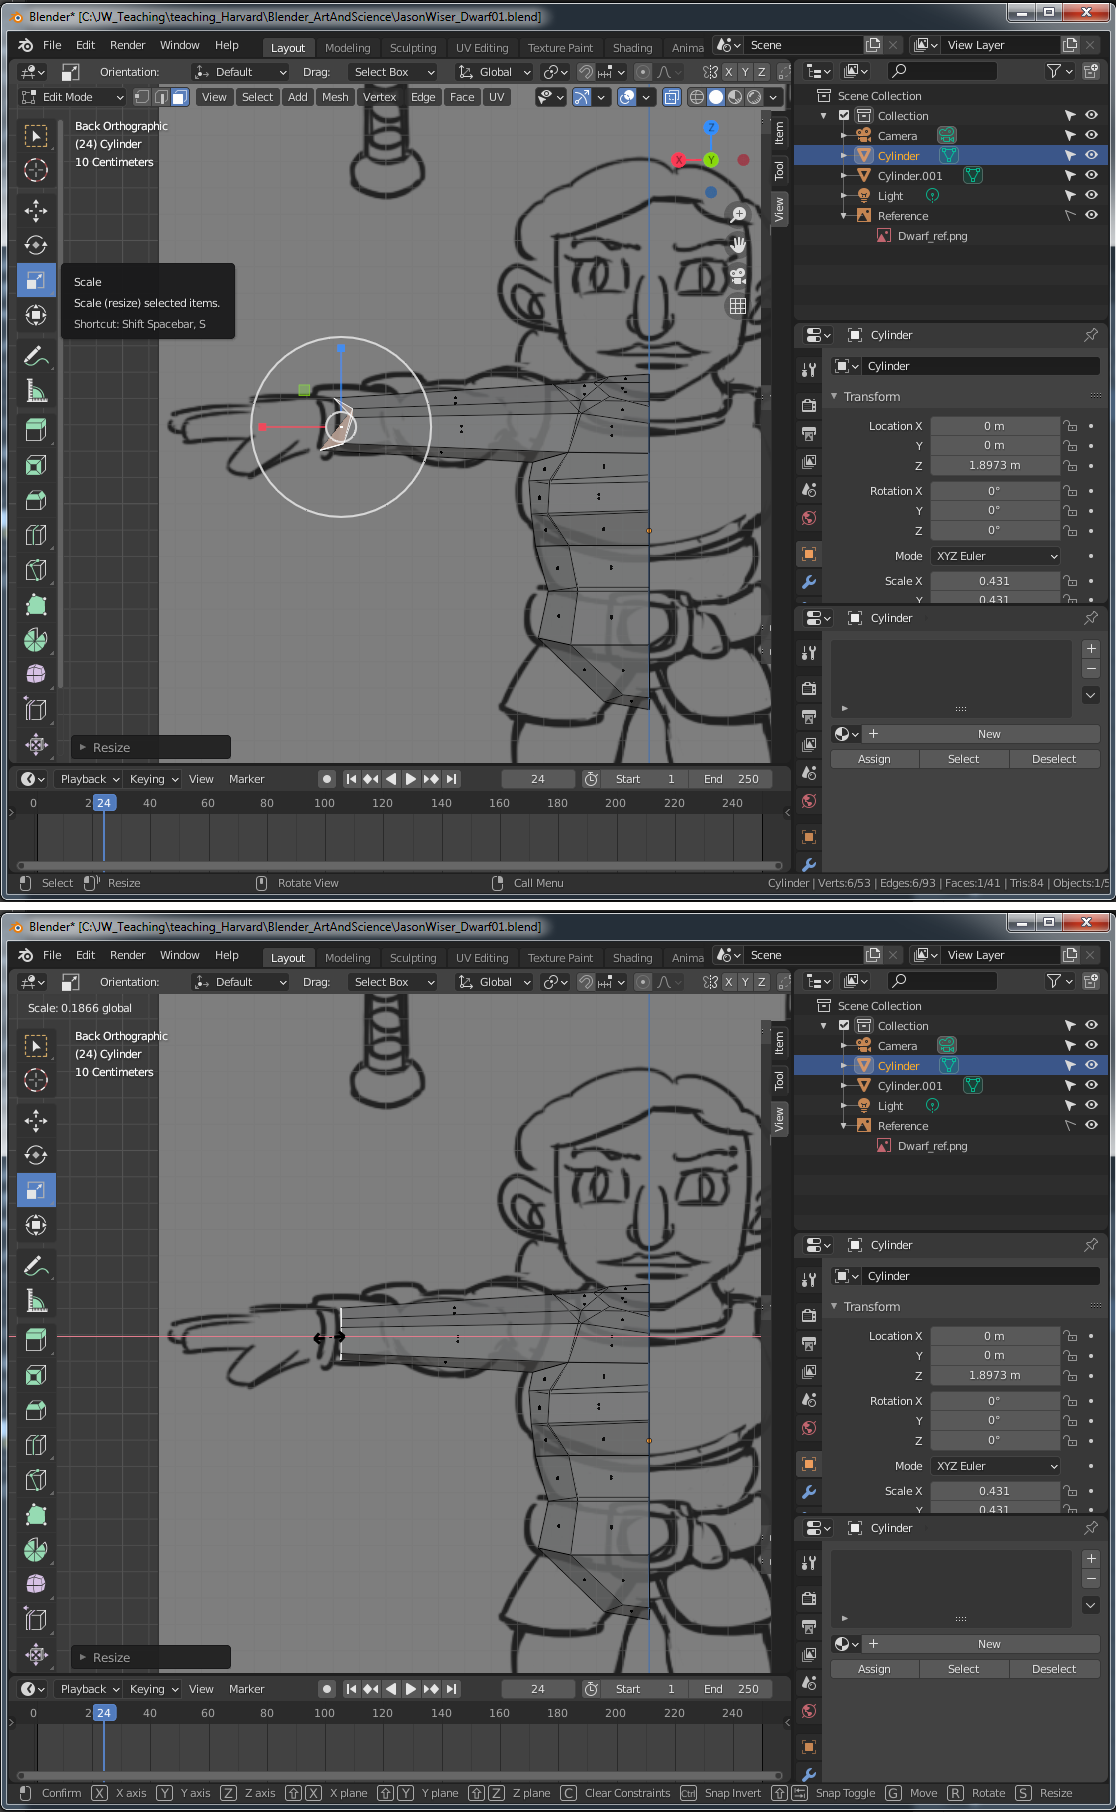 Blender* [C:\JW_Teaching\teaching_Harvard\Blender_ArtAndScience\JasonWiser_Dwarf01.blend]
File Edit Render Window Help Layout Modeling Sculpting UV Editing Texture Paint Shading Anima Scene View Layer
Orientation: Default Drag: Select Box Global X Y Z
Edit Mode View Select Add Mesh Vertex Edge Face UV
Scene Collection
Collection
Camera
Cylinder
Cylinder.001
Light
Reference
Dwarf_ref.png
Back Orthographic
(24) Cylinder
10 Centimeters
Z
X Y
Item
Tool
View
Scale
Scale (resize) selected items.
Shortcut: Shift Spacebar, S
Cylinder
Cylinder
Transform
Location X 0 m
Y 0 m
Z 1.8973 m
Rotation X 0°
Y 0°
Z 0°
Mode XYZ Euler
Scale X 0.431
Y 0.431
Cylinder
New
Assign Select Deselect
Resize
Playback Keying View Marker 24 Start 1 End 250
0 2 24 40 60 80 100 120 140 160 180 200 220 240
Select Resize Rotate View Call Menu Cylinder | Verts:6/53 | Edges:6/93 | Faces:1/41 | Tris:84 | Objects:1/5
Blender* [C:\JW_Teaching\teaching_Harvard\Blender_ArtAndScience\JasonWiser_Dwarf01.blend]
File Edit Render Window Help Layout Modeling Sculpting UV Editing Texture Paint Shading Anima Scene View Layer
Orientation: Default Drag: Select Box Global X Y Z
Scale: 0.1866 global
Scene Collection
Collection
Camera
Cylinder
Cylinder.001
Light
Reference
Dwarf_ref.png
Back Orthographic
(24) Cylinder
10 Centimeters
Item
Tool
View
Cylinder
Cylinder
Transform
Location X 0 m
Y 0 m
Z 1.8973 m
Rotation X 0°
Y 0°
Z 0°
Mode XYZ Euler
Scale X 0.431
Y 0.431
Cylinder
New
Assign Select Deselect
Resize
Playback Keying View Marker 24 Start 1 End 250
0 2 24 40 60 80 100 120 140 160 180 200 220 240
Confirm X X axis Y Y axis Z Z axis X X plane Y Y plane Z Z plane C Clear Constraints Ctrl Snap Invert Snap Toggle G Move R Rotate S Resize